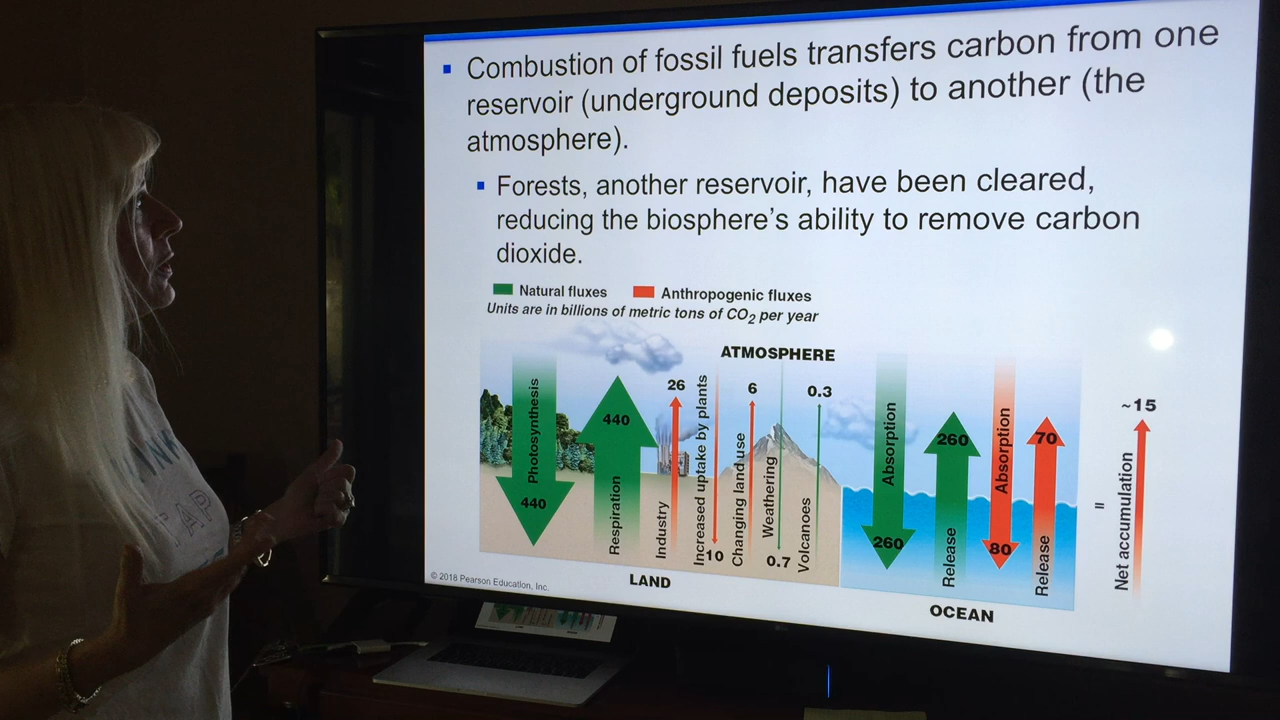 Combustion of fossil fuels transfers carbon from one
reservoir (underground deposits) to another (the
atmosphere).
Forests, another reservoir, have been cleared,
reducing the biosphere's ability to remove carbon
dioxide.
Natural fluxes Anthropogenic fluxes
Units are in billions of metric tons of CO2 per year
ATMOSPHERE
Photosynthesis
440
440
Respiration
26
Industry
Increased uptake by plants
10
6
Changing land use
Weathering
0.7
0.3
Volcanoes
Absorption
260
260
Release
Absorption
80
70
Release
=
~15
Net accumulation
LAND
OCEAN
© 2018 Pearson Education, Inc.